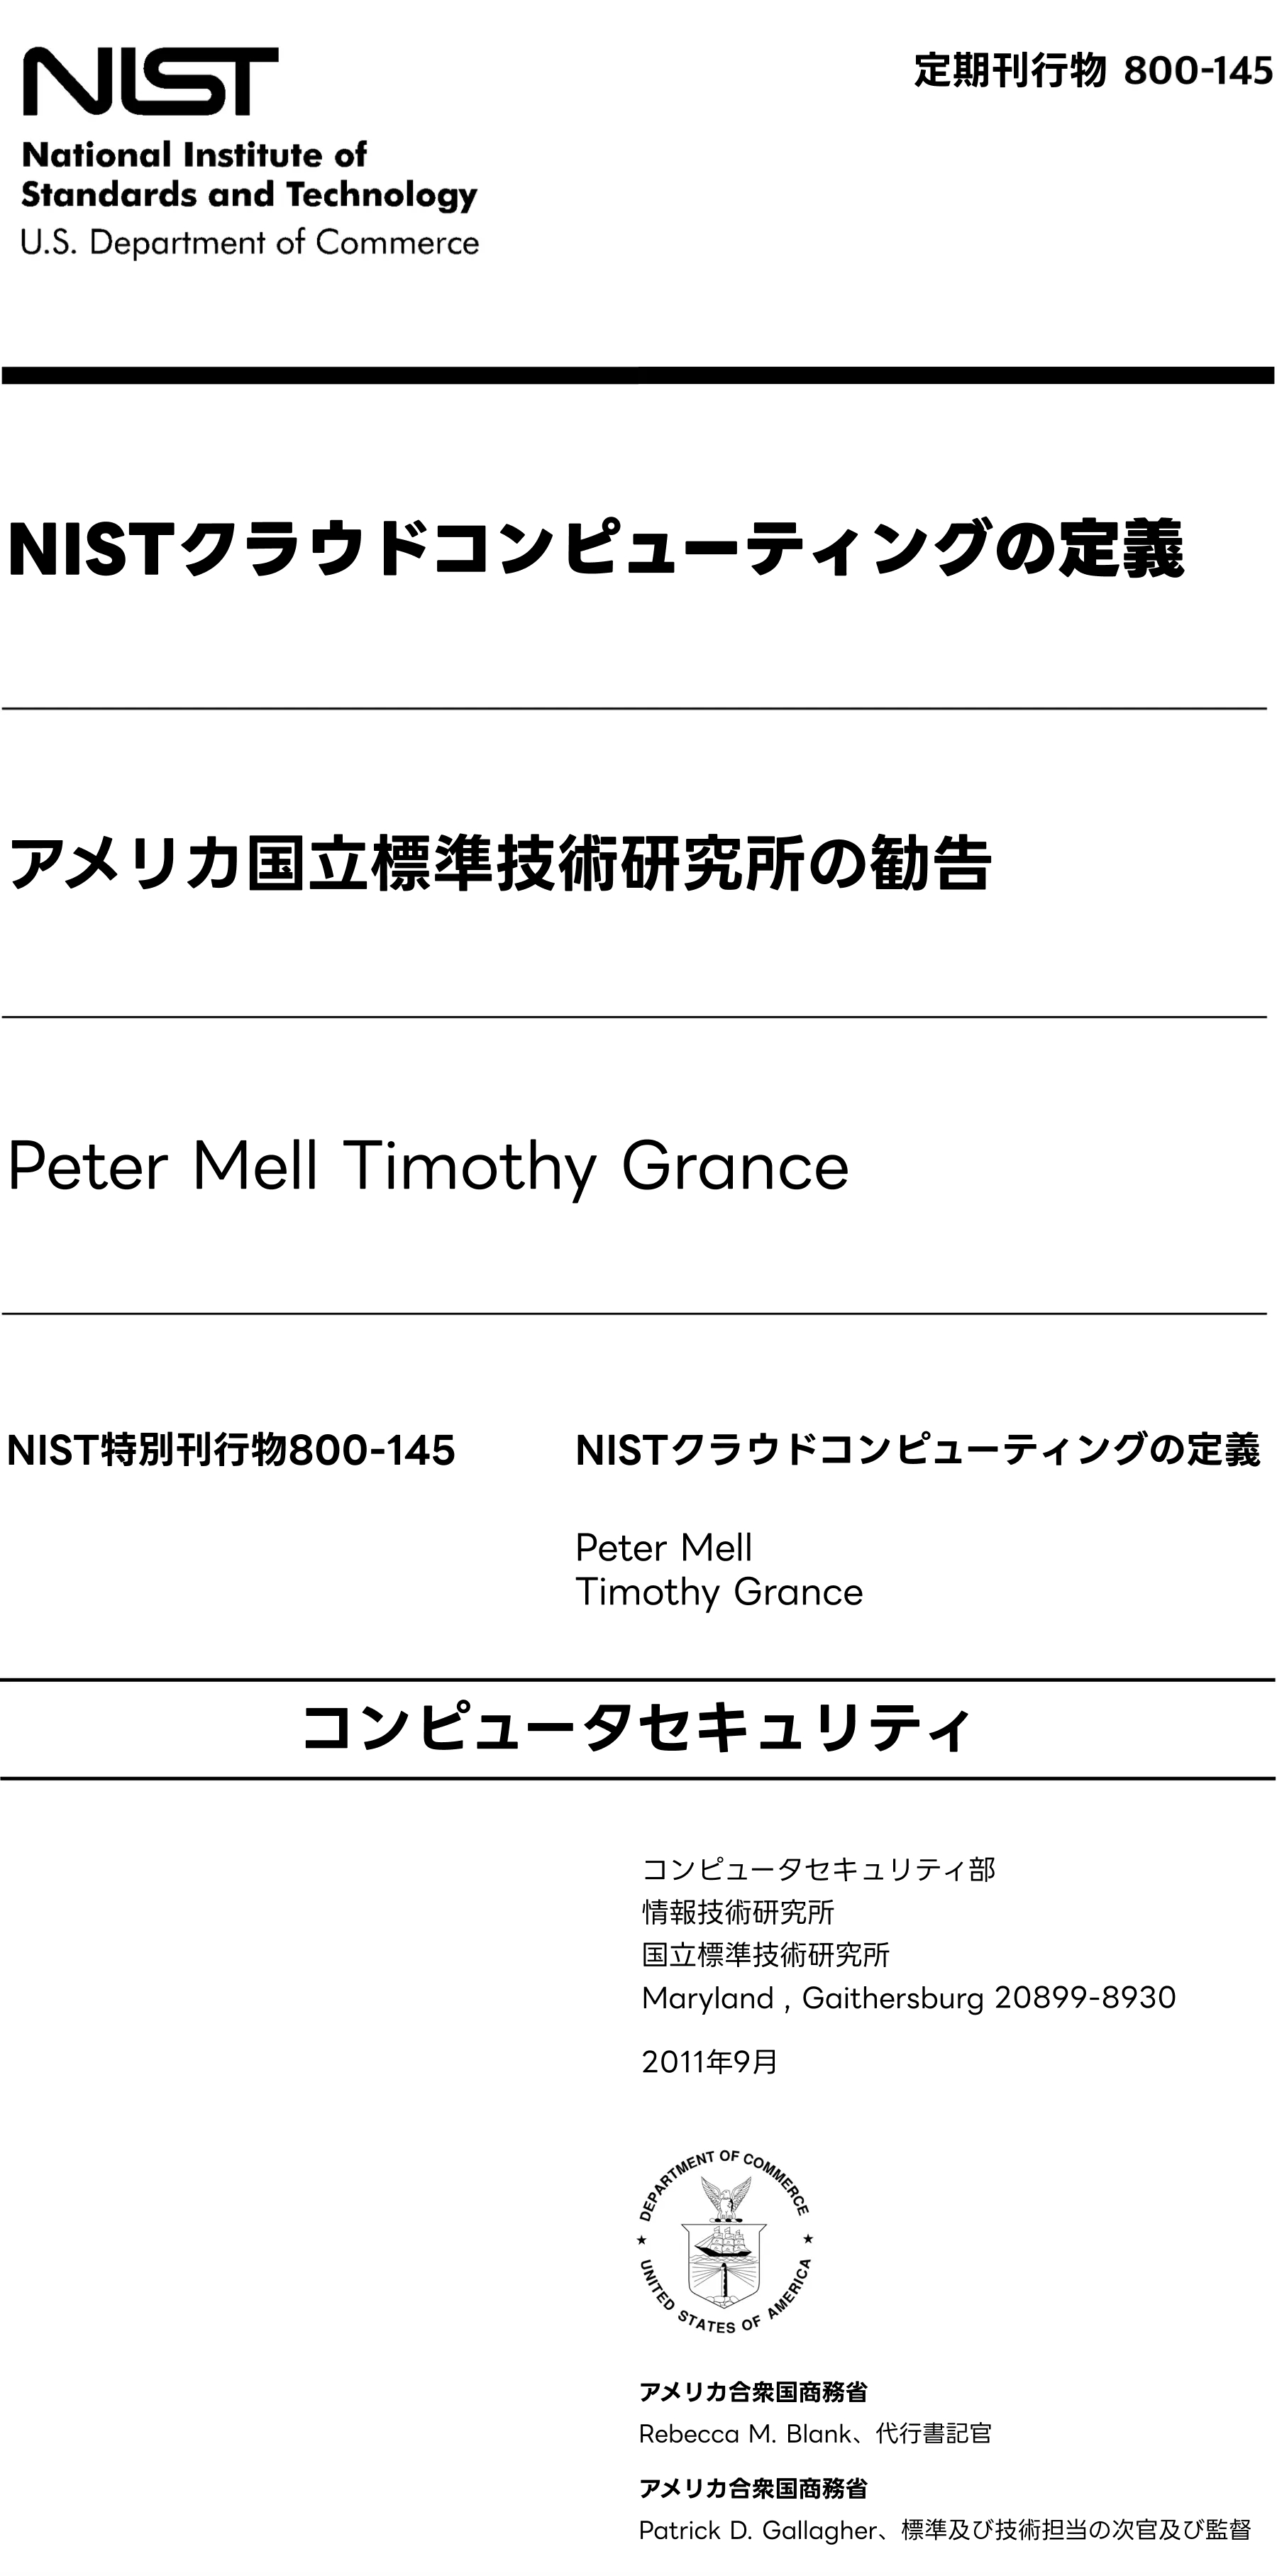 NIST
定期刊行物 800-145
National Institute of
Standards and Technology
U.S. Department of Commerce
NISTクラウドコンピューティングの定義
アメリカ国立標準技術研究所の勧告
Peter Mell Timothy Grance
NIST特別刊行物800-145
NISTクラウドコンピューティングの定義
Peter Mell
Timothy Grance
コンピュータセキュリティ
コンピュータセキュリティ部
情報技術研究所
国立標準技術研究所
Maryland , Gaithersburg 20899-8930
2011年9月
DEPARTMENT OF COMMERCE
UNITED STATES OF AMERICA
アメリカ合衆国商務省
Rebecca M. Blank、代行書記官
アメリカ合衆国商務省
Patrick D. Gallagher、標準及び技術担当の次官及び監督